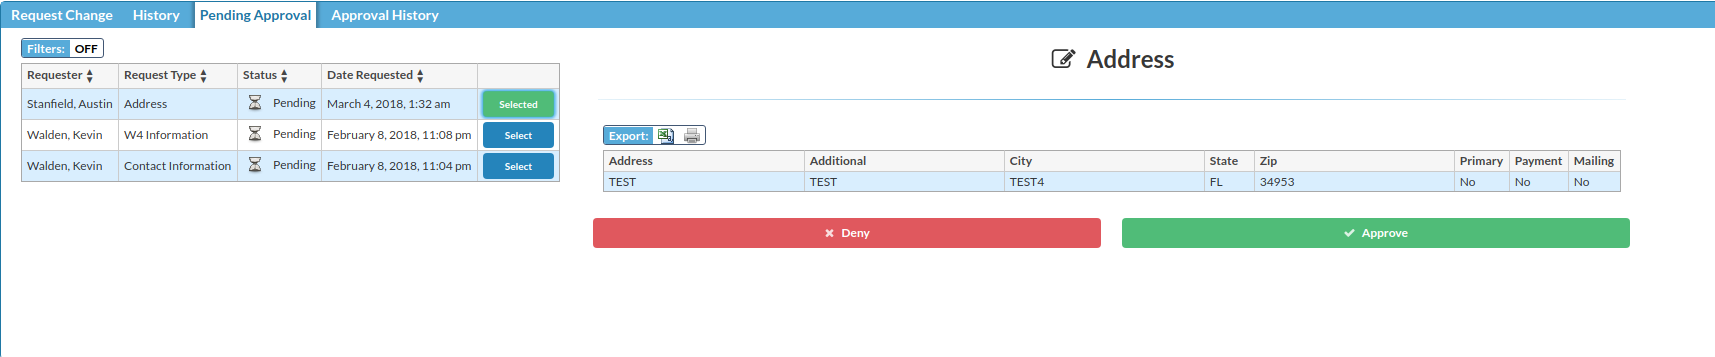 Request Change History Pending Approval Approval History
Filters: OFF
Requester Request Type Status Date Requested
Stanfield, Austin Address Pending March 4, 2018, 1:32 am Selected
Walden, Kevin W4 Information Pending February 8, 2018, 11:08 pm Select
Walden, Kevin Contact Information Pending February 8, 2018, 11:04 pm Select
Address
Export:
Address Additional City State Zip Primary Payment Mailing
TEST TEST TEST4 FL 34953 No No No
Deny Approve